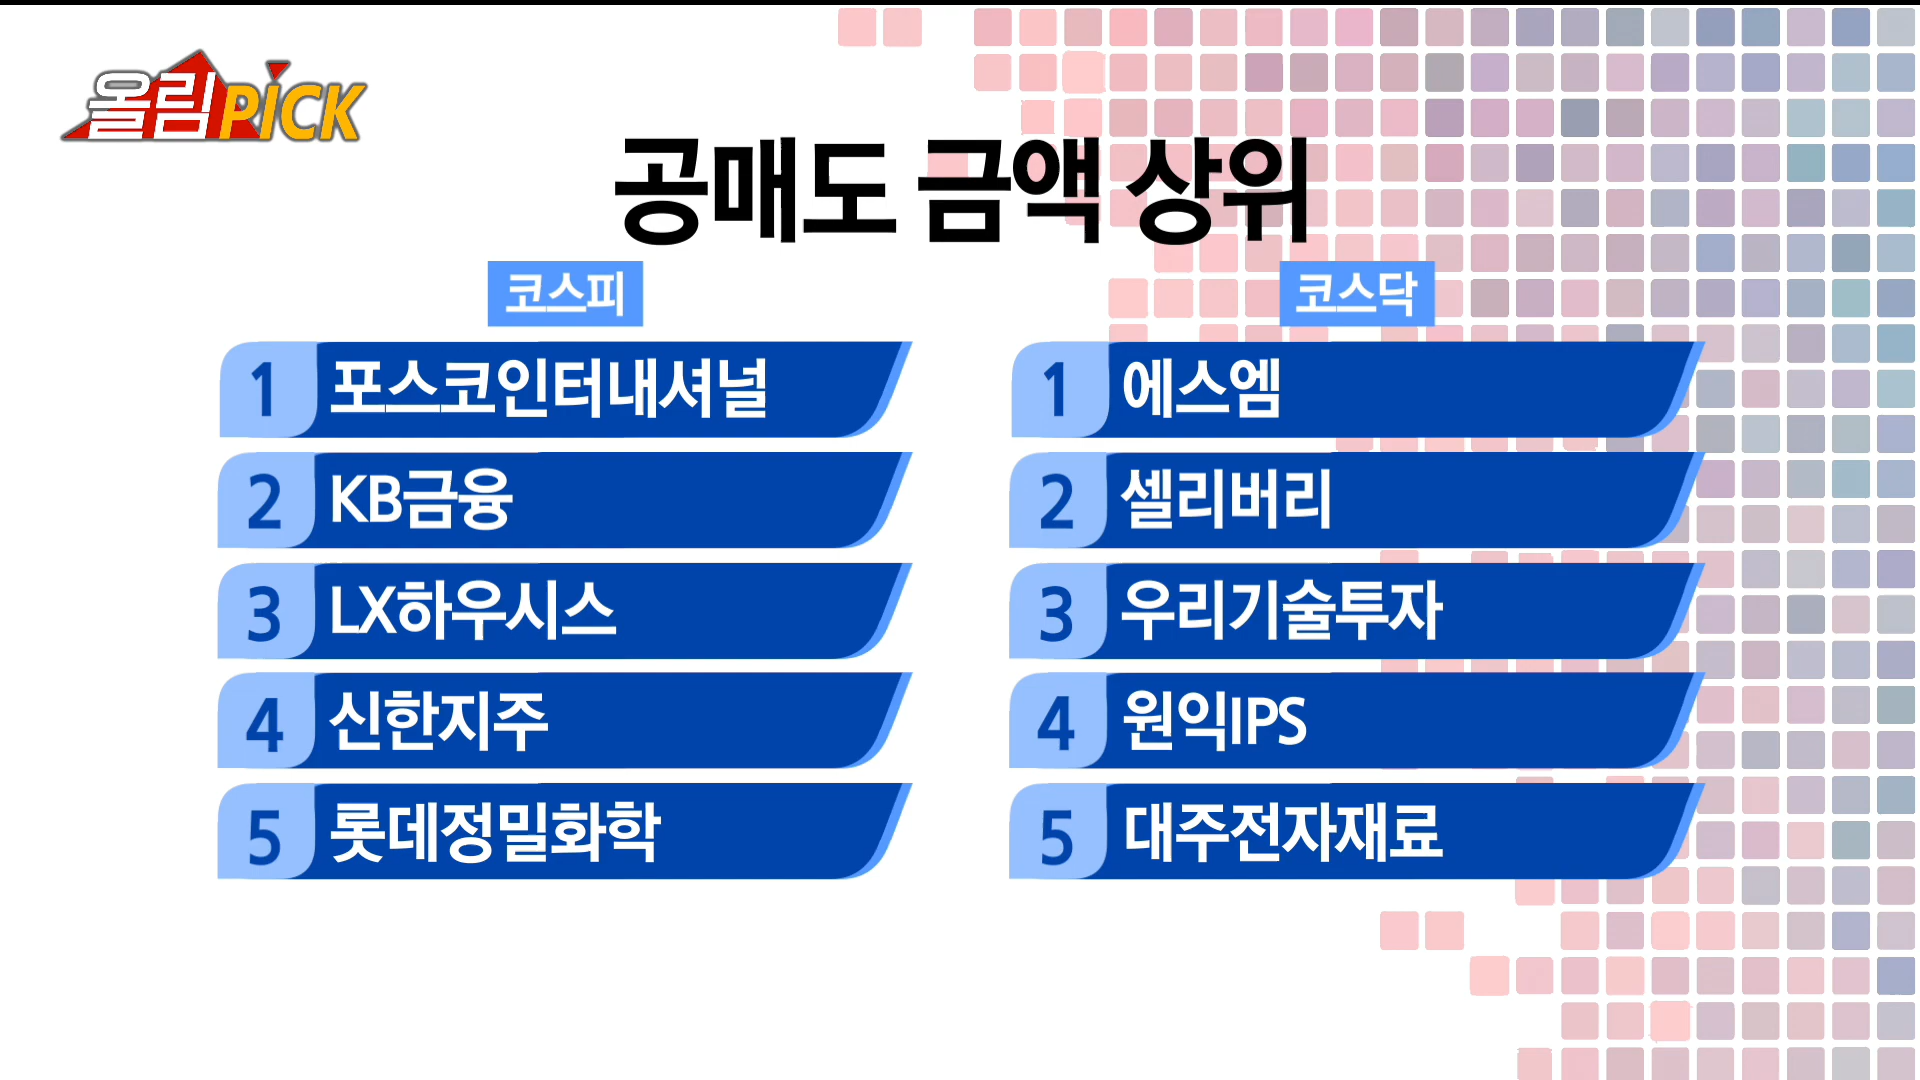 올림PICK
공매도 금액 상위
코스피
1 포스코인터내셔널
2 KB금융
3 LX하우시스
4 신한지주
5 롯데정밀화학
코스닥
1 에스엠
2 셀리버리
3 우리기술투자
4 원익IPS
5 대주전자재료